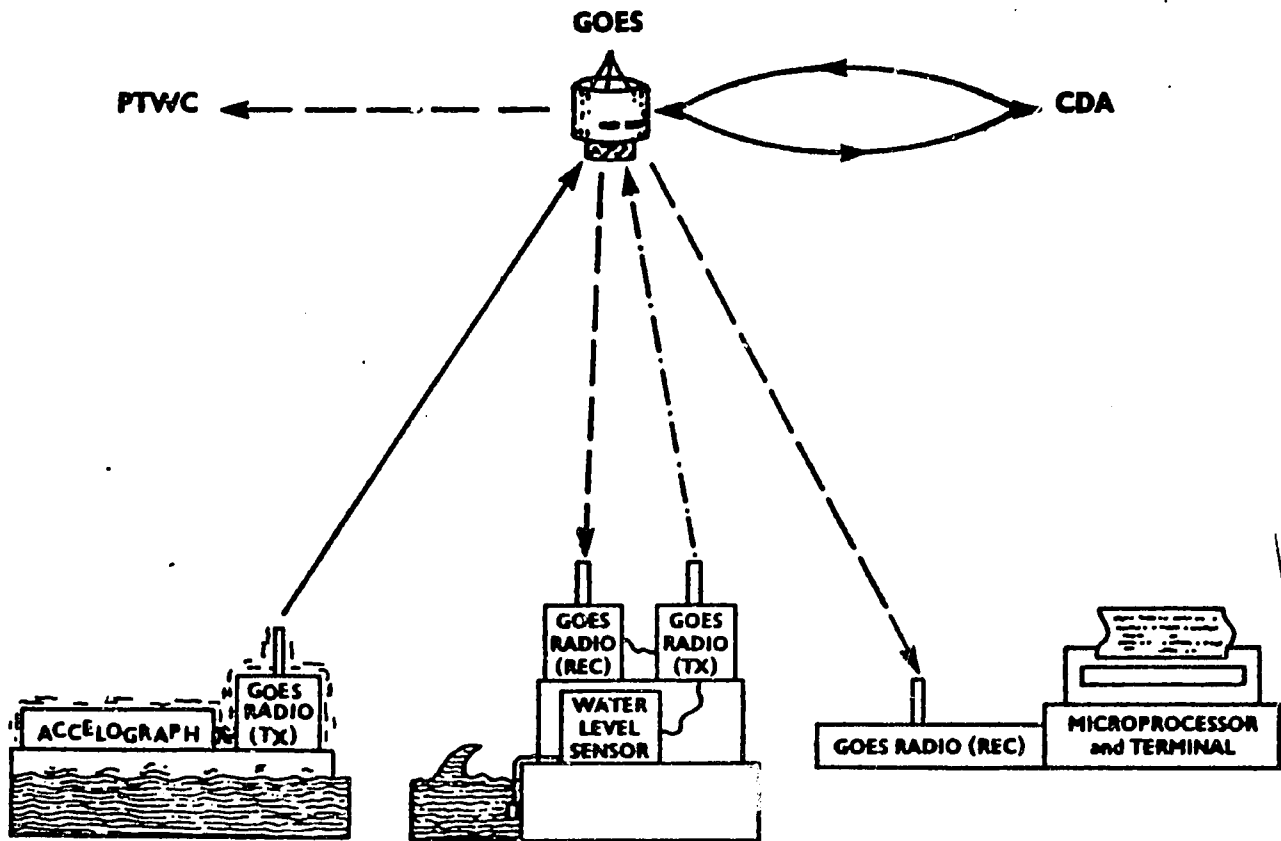 GOES
PTWC
CDA
GOES
RADIO
(REC)
GOES
RADIO
(TX)
GOES
RADIO
(TX)
ACCELOGRAPH
WATER
LEVEL
SENSOR
GOES RADIO (REC)
MICROPROCESSOR
and TERMINAL